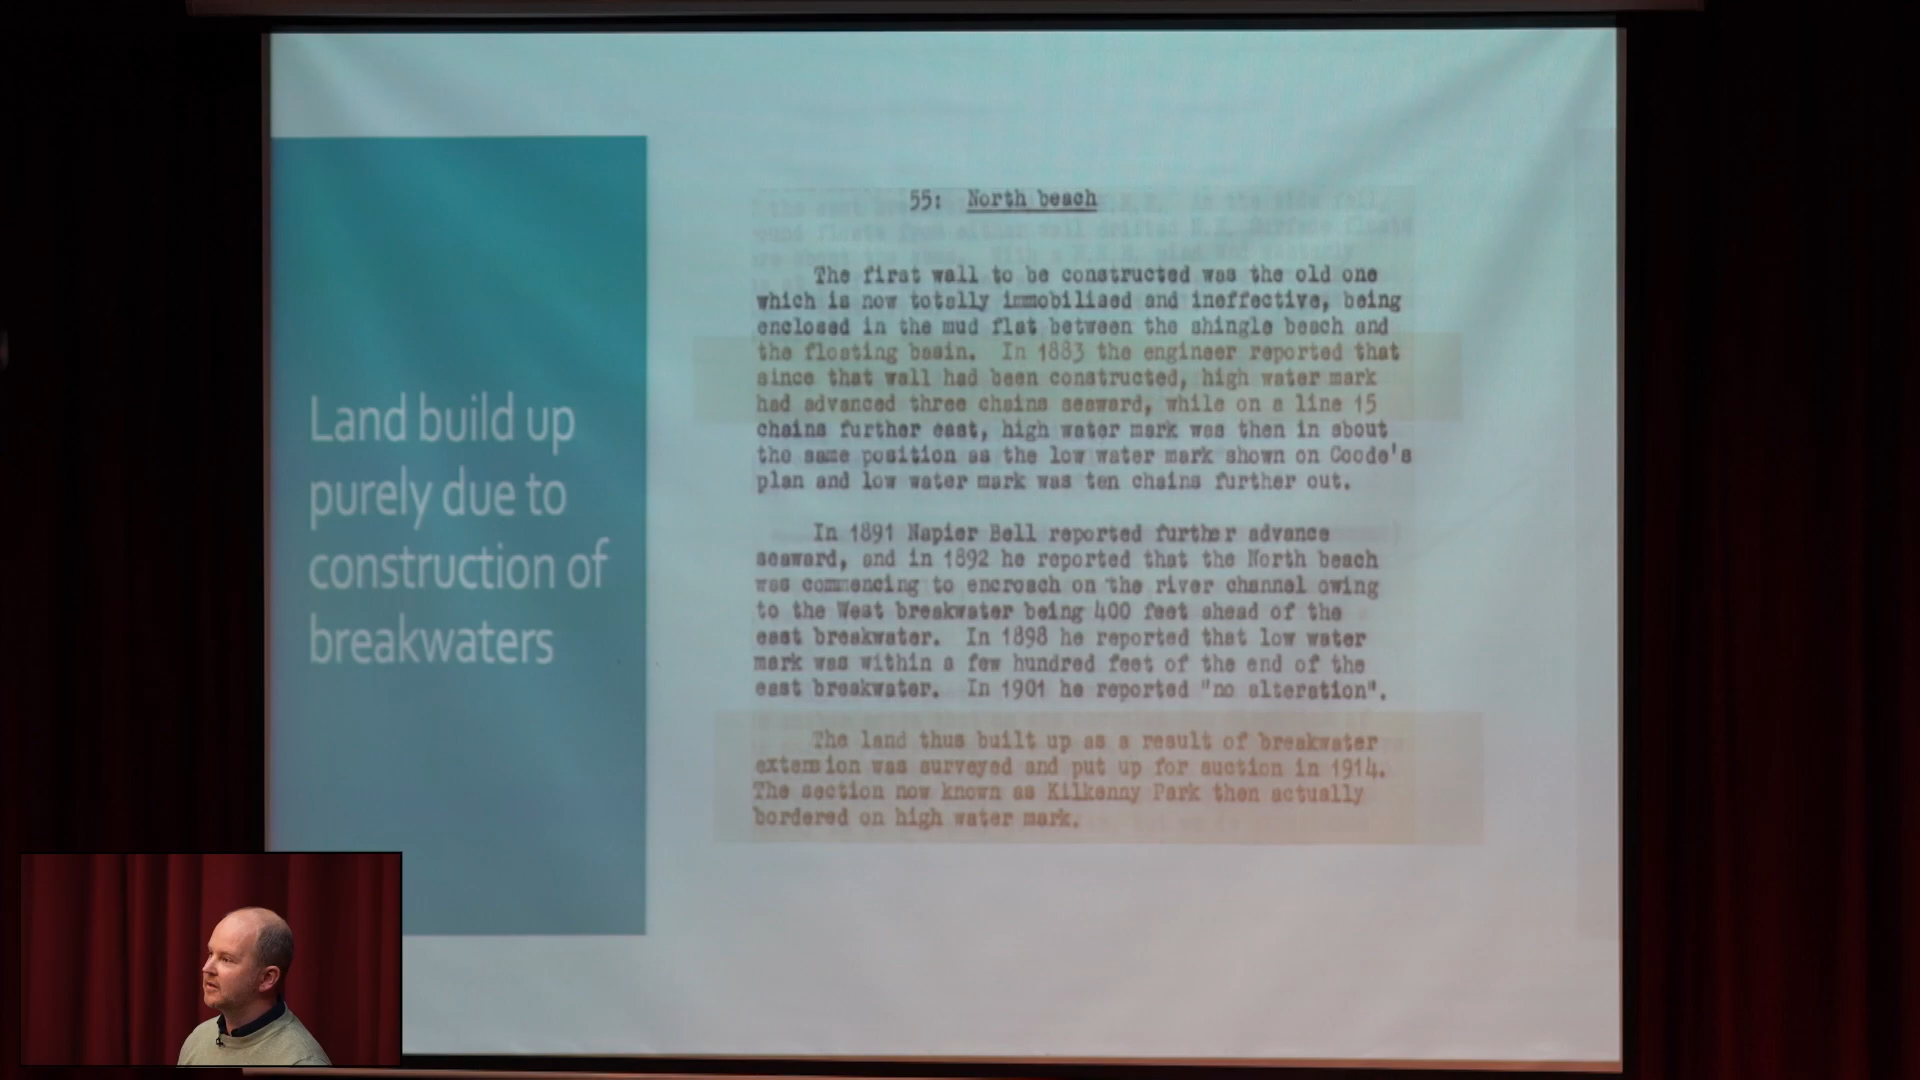 Land build up
purely due to
construction of
breakwaters
55: North beach
The first wall to be constructed was the old one
which is now totally immobilised and ineffective, being
enclosed in the mud flat between the shingle beach and
the floating basin. In 1883 the engineer reported that
since that wall had been constructed, high water mark
had advanced three chains seaward, while on a line 15
chains further east, high water mark was then in about
the same position as the low water mark shown on Coode's
plan and low water mark was ten chains further out.
In 1891 Napier Bell reported further advance
seaward, and in 1892 he reported that the North beach
was commencing to encroach on the river channel owing
to the West breakwater being 400 feet ahead of the
east breakwater. In 1898 he reported that low water
mark was within a few hundred feet of the end of the
east breakwater. In 1901 he reported "no alteration".
The land thus built up as a result of breakwater
extension was surveyed and put up for auction in 1914.
The section now known as Kilkenny Park then actually
bordered on high water mark.